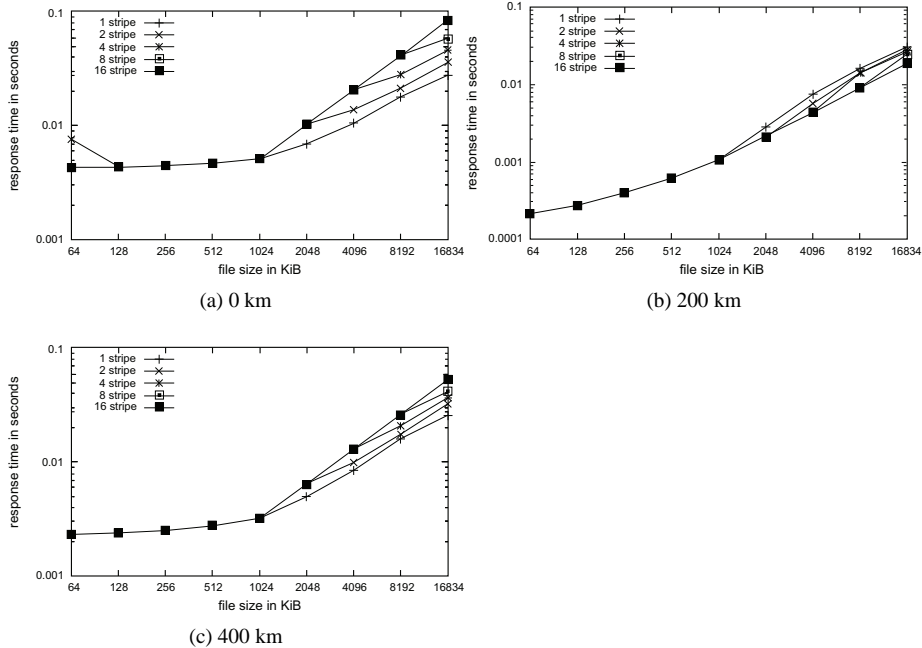 1 stripe
2 stripe
4 stripe
8 stripe
16 stripe
response time in seconds
0.1
0.01
0.001
64 128 256 512 1024 2048 4096 8192 16834
file size in KiB
(a) 0 km
1 stripe
2 stripe
4 stripe
8 stripe
16 stripe
response time in seconds
0.1
0.01
0.001
0.0001
64 128 256 512 1024 2048 4096 8192 16834
file size in KiB
(b) 200 km
1 stripe
2 stripe
4 stripe
8 stripe
16 stripe
response time in seconds
0.1
0.01
0.001
64 128 256 512 1024 2048 4096 8192 16834
file size in KiB
(c) 400 km